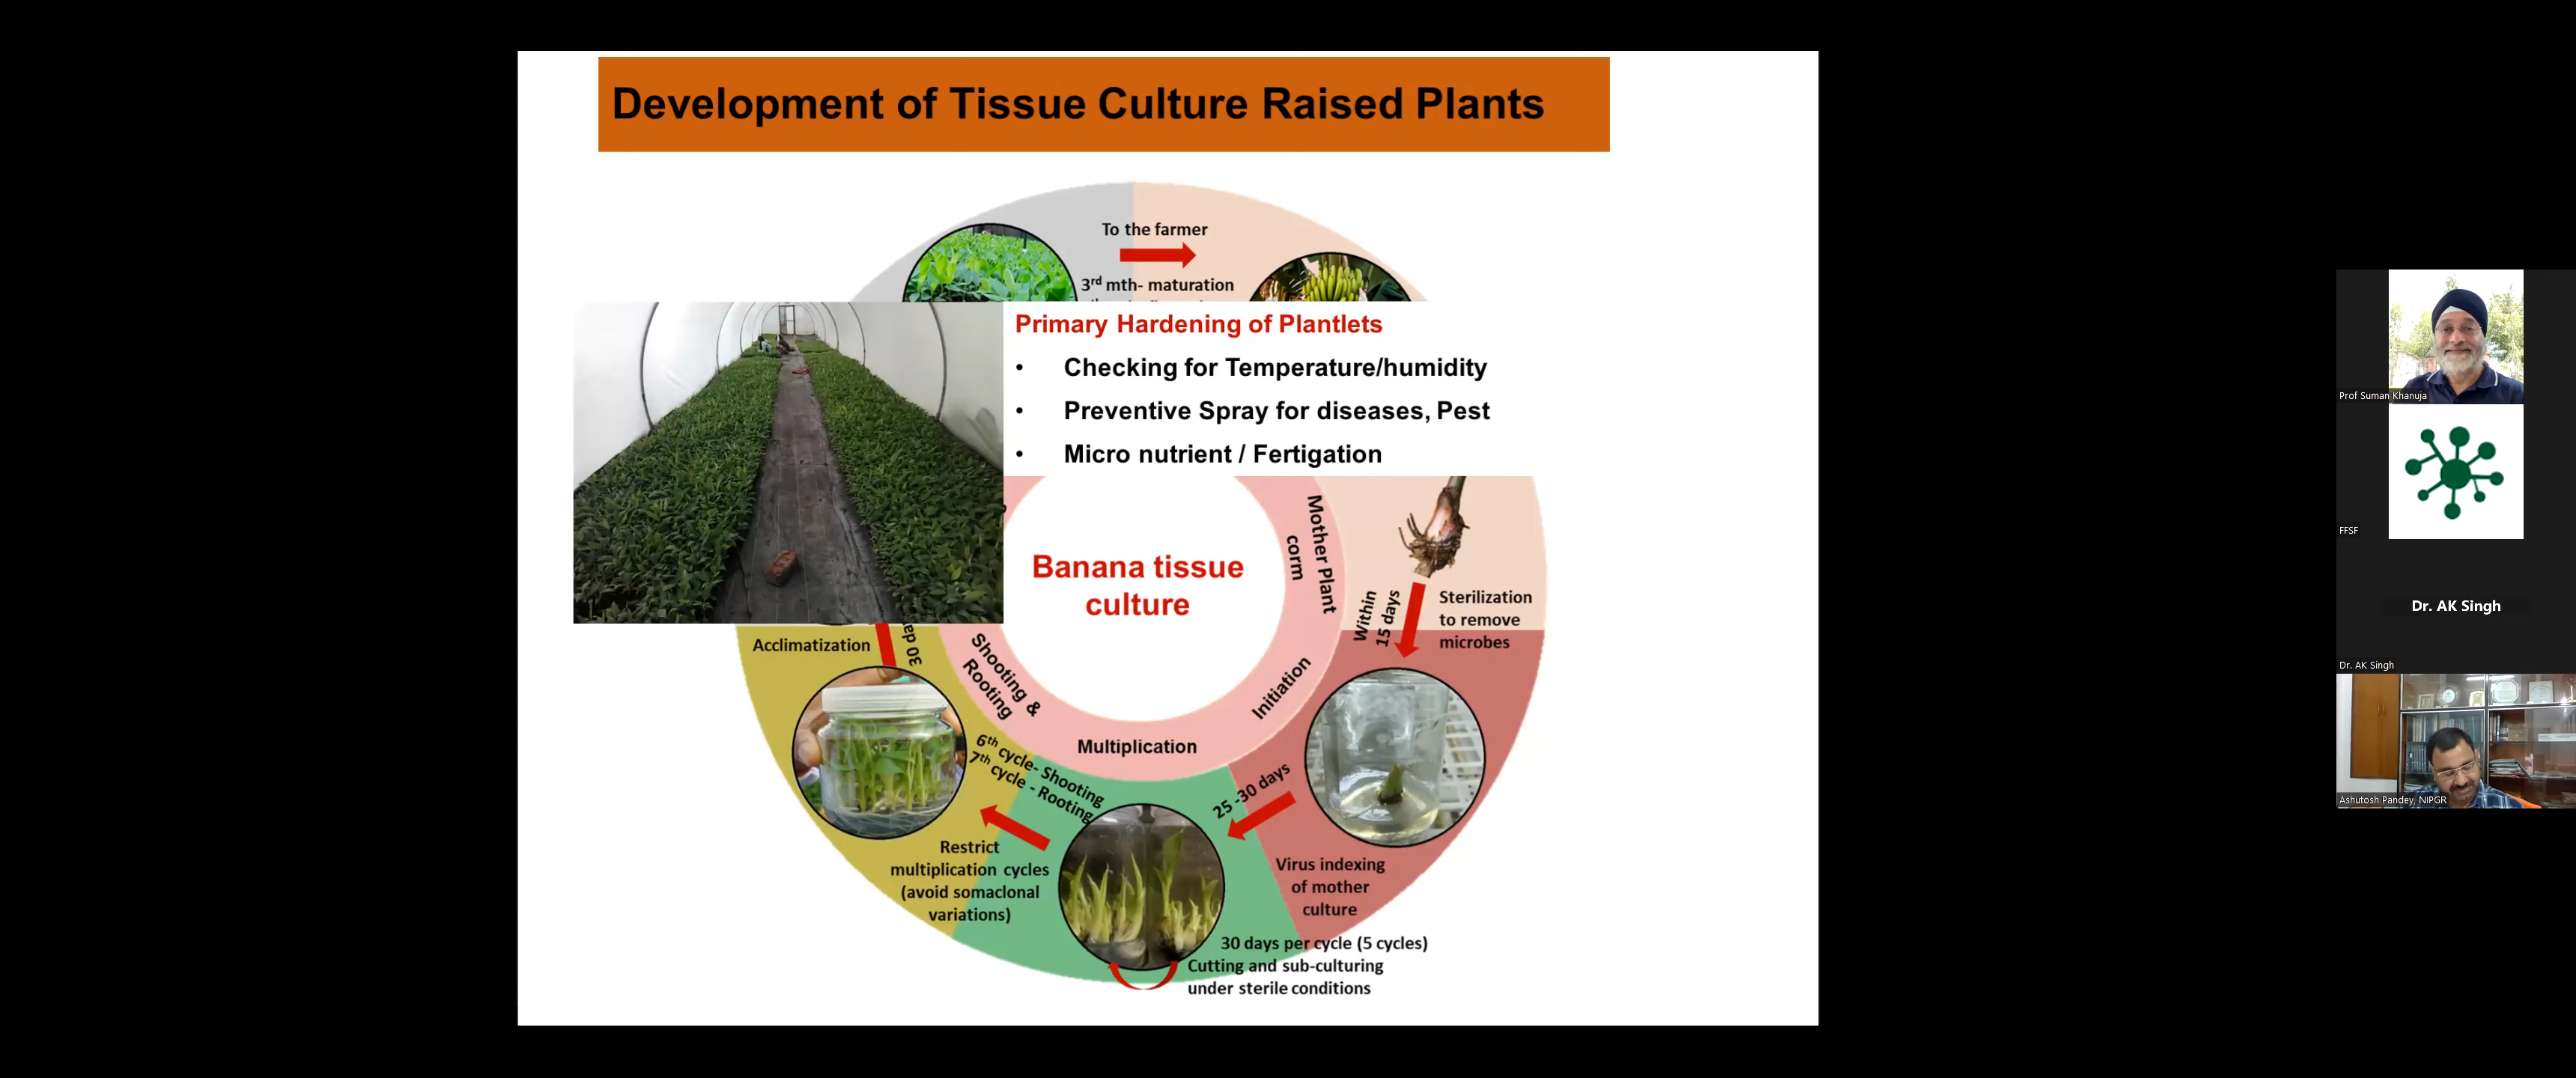 Development of Tissue Culture Raised Plants
To the farmer
3rd mth- maturation
Primary Hardening of Plantlets
• Checking for Temperature/humidity
• Preventive Spray for diseases, Pest
• Micro nutrient / Fertigation
Mother Plant
corm
Banana tissue
culture
Within
15 days
Sterilization
to remove
microbes
Acclimatization
30
Shooting &
Rooting
Initiation
Multiplication
6th cycle- Shooting
7th cycle - Rooting
25 -30 days
Restrict
multiplication cycles
(avoid somaclonal
variations)
Virus indexing
of mother
culture
30 days per cycle (5 cycles)
Cutting and sub-culturing
under sterile conditions
Prof Suman Khanuja
FFSF
Dr. AK Singh
Dr. AK Singh
Ashutosh Pandey, NIPGR